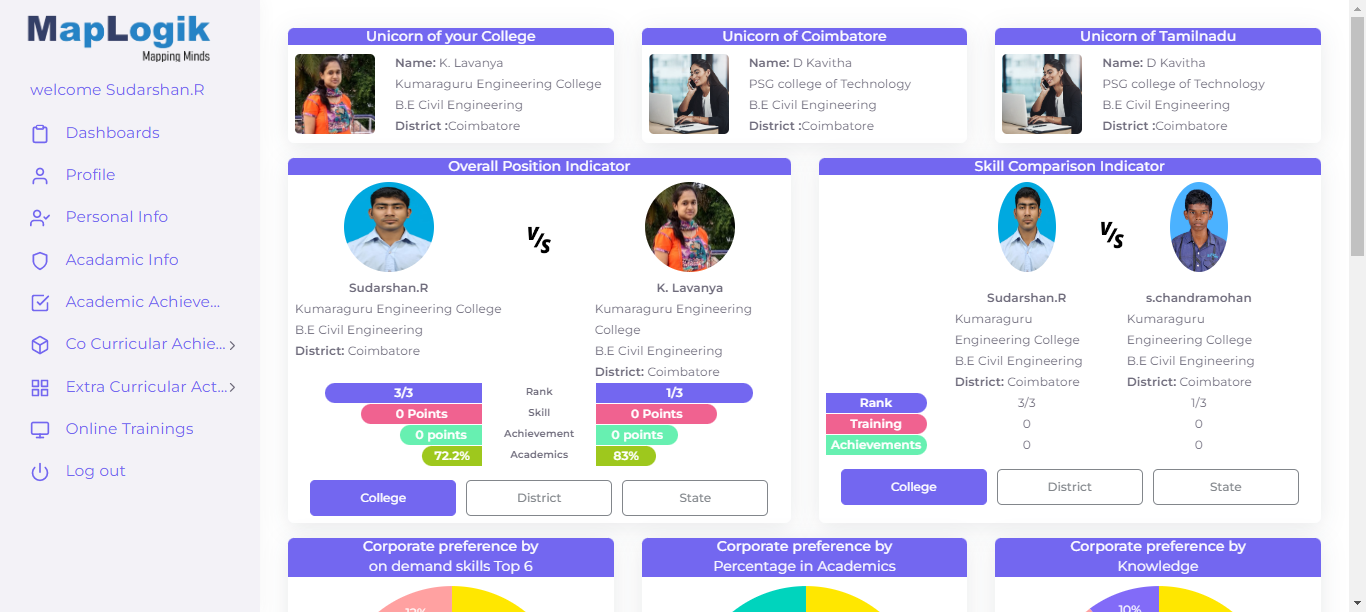 MapLogik
Mapping Minds
welcome Sudarshan.R
Dashboards
Profile
Personal Info
Acadamic Info
Academic Achieve...
Co Curricular Achie...
Extra Curricular Act...
Online Trainings
Log out
Unicorn of your College
Name: K. Lavanya
Kumaraguru Engineering College
B.E Civil Engineering
District :Coimbatore
Unicorn of Coimbatore
Name: D Kavitha
PSG college of Technology
B.E Civil Engineering
District :Coimbatore
Unicorn of Tamilnadu
Name: D Kavitha
PSG college of Technology
B.E Civil Engineering
District :Coimbatore
Overall Position Indicator
V/S
Sudarshan.R
Kumaraguru Engineering College
B.E Civil Engineering
District: Coimbatore
K. Lavanya
Kumaraguru Engineering
College
B.E Civil Engineering
District: Coimbatore
3/3 Rank 1/3
0 Points Skill 0 Points
0 points Achievement 0 points
72.2% Academics 83%
College District State
Skill Comparison Indicator
V/S
Sudarshan.R
Kumaraguru
Engineering College
B.E Civil Engineering
District: Coimbatore
s.chandramohan
Kumaraguru
Engineering College
B.E Civil Engineering
District: Coimbatore
Rank 3/3 1/3
Training 0 0
Achievements 0 0
College District State
Corporate preference by
on demand skills Top 6
12%
Corporate preference by
Percentage in Academics
Corporate preference by
Knowledge
10%